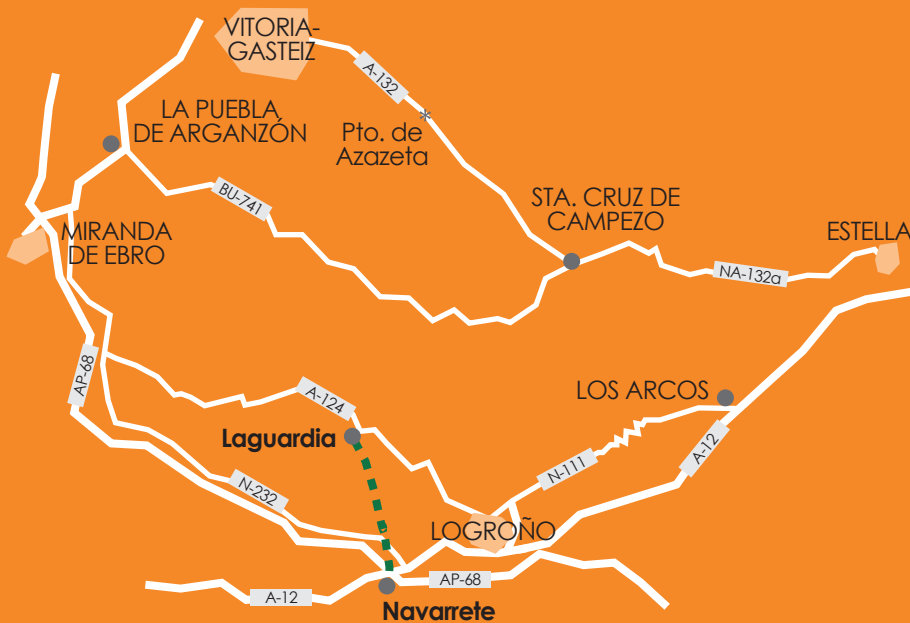 VITORIA-
GASTEIZ
A-132
LA PUEBLA
DE ARGANZÓN
Pto. de
Azazeta
BU-741
STA. CRUZ DE
CAMPEZO
MIRANDA
DE EBRO
ESTELLA
NA-132a
AP-68
A-124
LOS ARCOS
Laguardia
A-12
N-111
N-232
LOGROÑO
AP-68
A-12
Navarrete